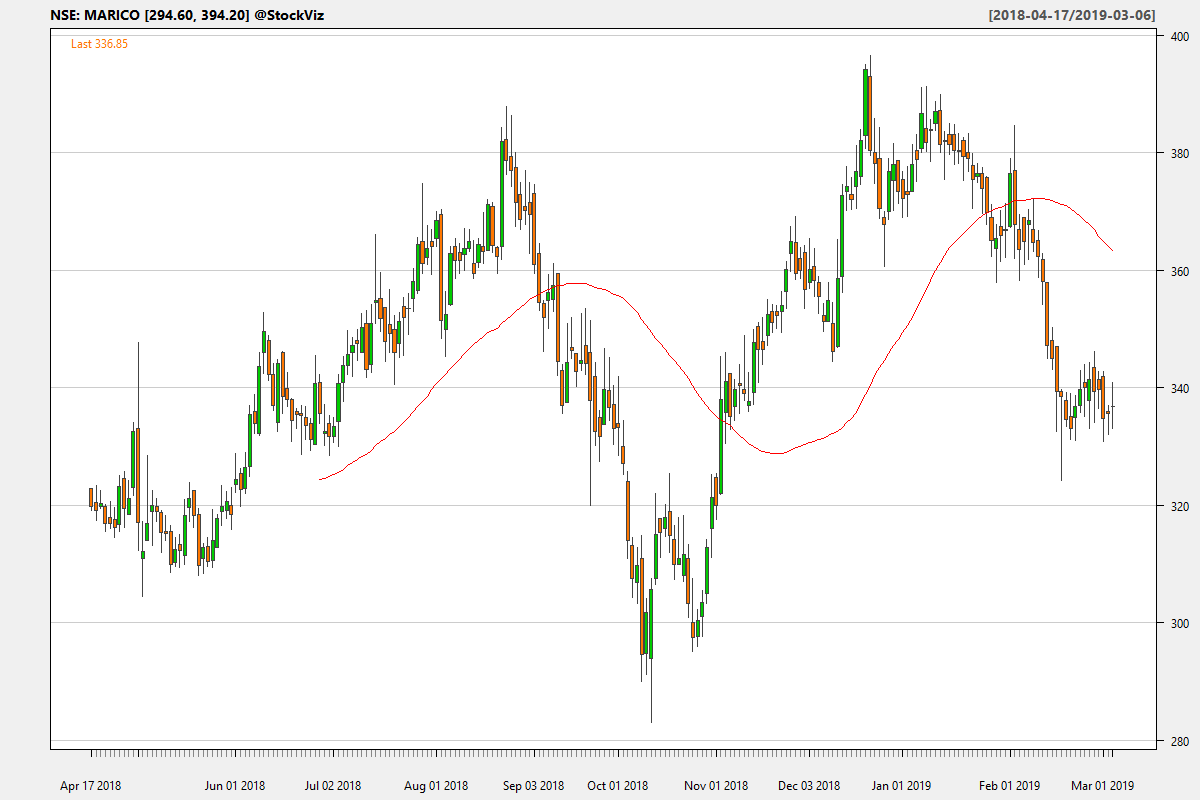 NSE: MARICO [294.60, 394.20] @StockViz
[2018-04-17/2019-03-06]
Last 336.85
400
380
360
340
320
300
280
Apr 17 2018
Jun 01 2018
Jul 02 2018
Aug 01 2018
Sep 03 2018
Oct 01 2018
Nov 01 2018
Dec 03 2018
Jan 01 2019
Feb 01 2019
Mar 01 2019